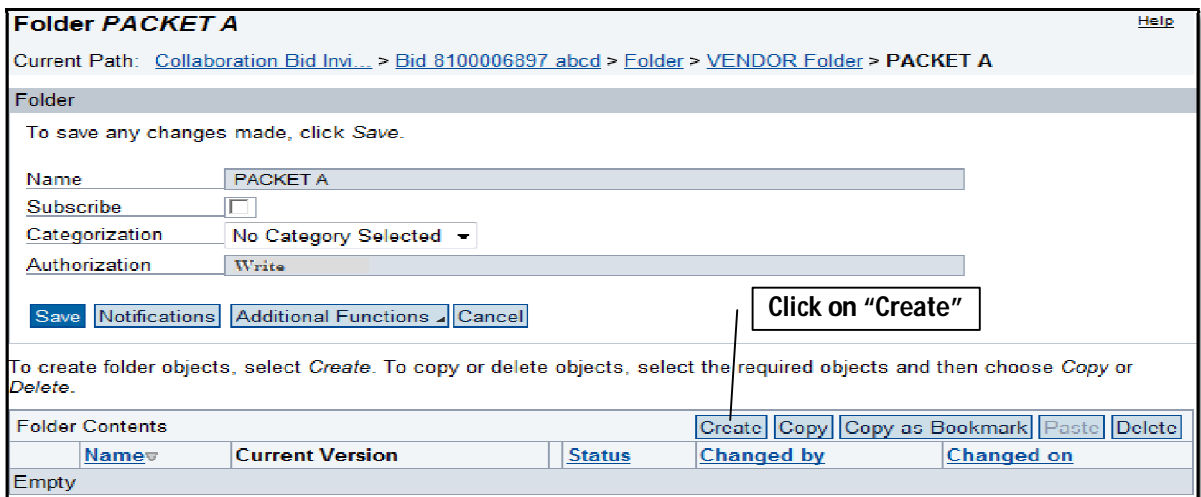 Folder PACKET A
Help
Current Path: Collaboration Bid Invi... > Bid 8100006897 abcd > Folder > VENDOR Folder > PACKET A
Folder
To save any changes made, click Save.
Name PACKET A
Subscribe
Categorization No Category Selected
Authorization Write
Click on “Create”
Save Notifications Additional Functions Cancel
To create folder objects, select Create. To copy or delete objects, select the required objects and then choose Copy or
Delete.
Folder Contents Create Copy Copy as Bookmark Paste Delete
Name Current Version Status Changed by Changed on
Empty